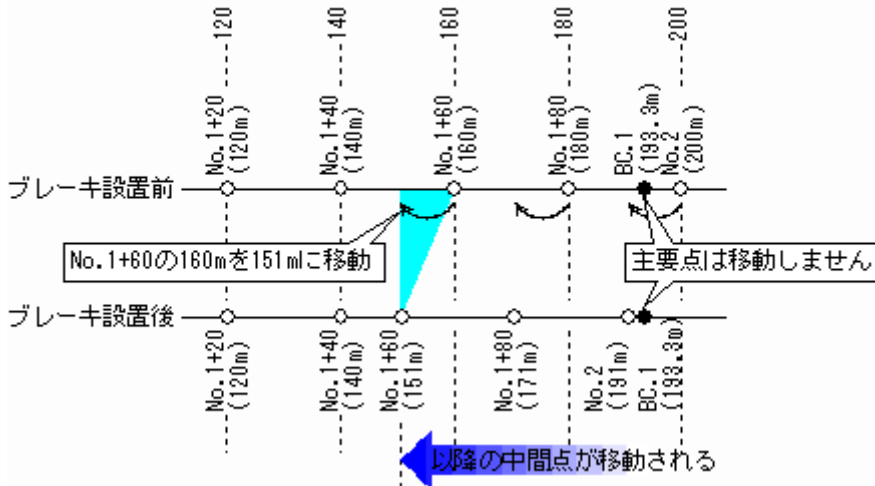 120
140
160
180
200
No.1+20
(120m)
No.1+40
(140m)
No.1+60
(160m)
No.1+80
(180m)
BC.1
(193.3m)
No.2
(200m)
ブレーキ設置前
No.1+60の160mを151mに移動
主要点は移動しません
ブレーキ設置後
No.1+20
(120m)
No.1+40
(140m)
No.1+60
(151m)
No.1+80
(171m)
No.2
(191m)
BC.1
(193.3m)
以降の中間点が移動される